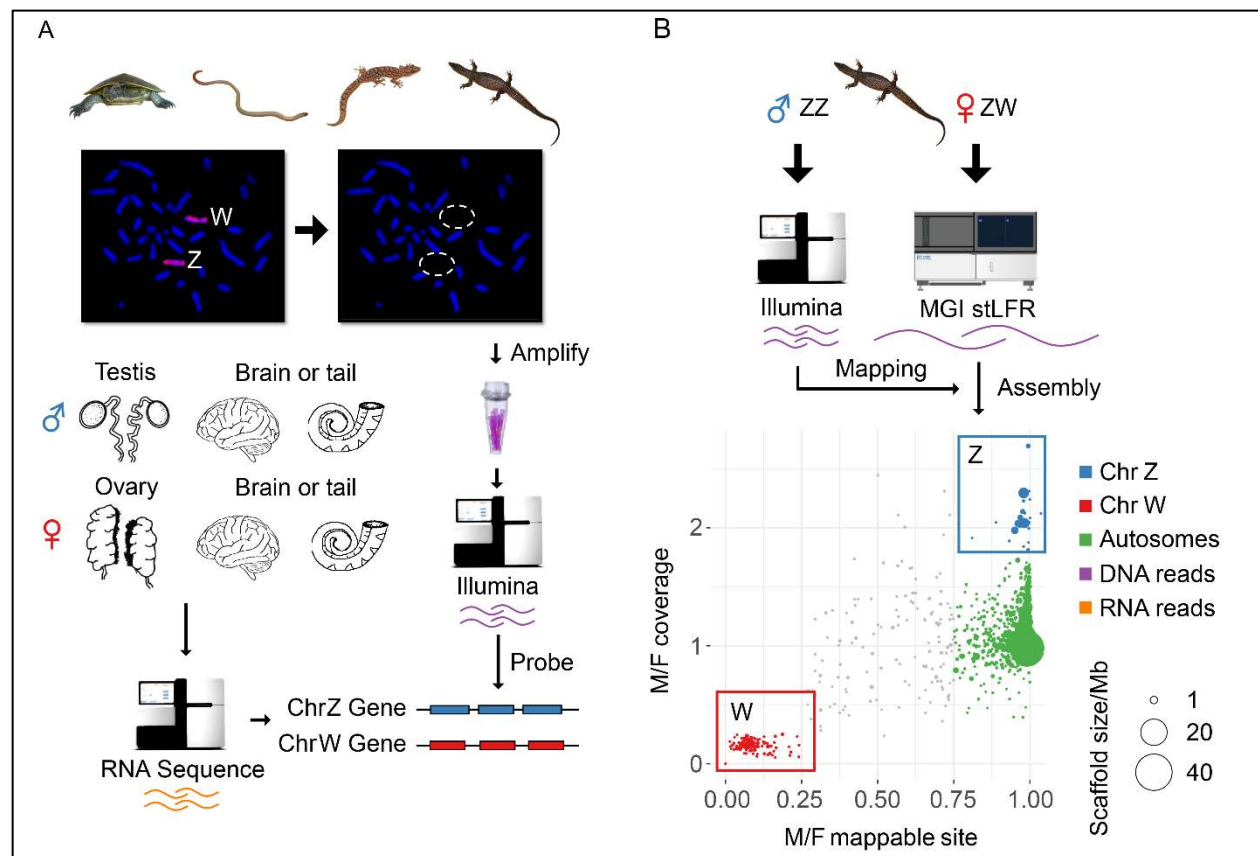 A
W
Z
Amplify
Testis
Brain or tail
♂
Ovary
Brain or tail
♀
Illumina
Probe
ChrZ Gene
ChrW Gene
RNA Sequence
B
♂ ZZ
♀ ZW
Illumina
MGI stLFR
Mapping
Assembly
Z
W
M/F coverage
2
1
0
0.00 0.25 0.50 0.75 1.00
M/F mappable site
Chr Z
Chr W
Autosomes
DNA reads
RNA reads
Scaffold size/Mb
1
20
40